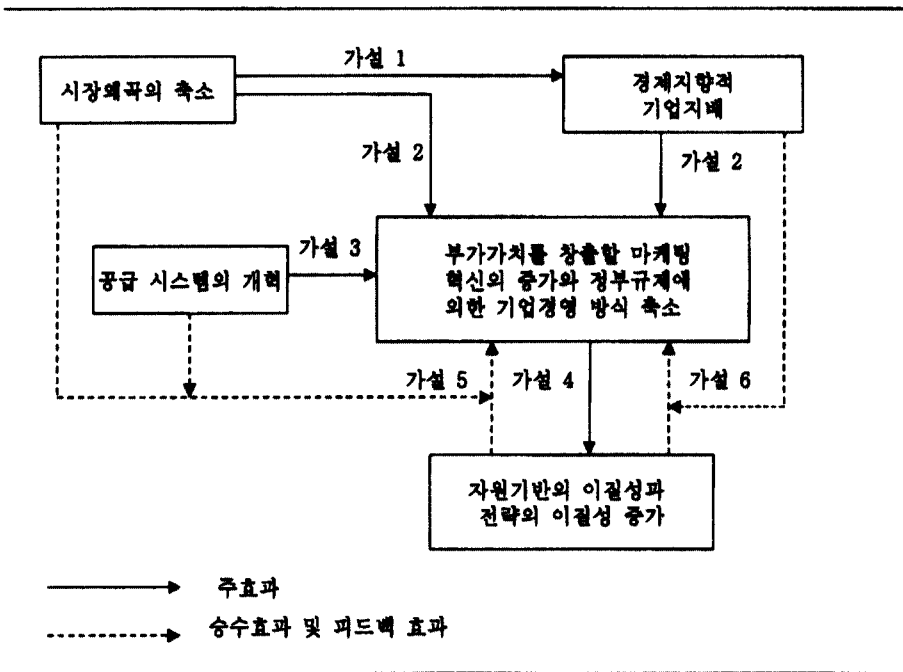 가설 1
시장왜곡의 축소
경제지향적
기업지배
가설 2
가설 2
가설 3
공급 시스템의 개혁
부가가치를 창출할 마케팅
혁신의 증가와 정부규제에
의한 기업경영 방식 축소
가설 5
가설 4
가설 6
자원기반의 이질성과
전략의 이질성 증가
주효과
승수효과 및 피드백 효과